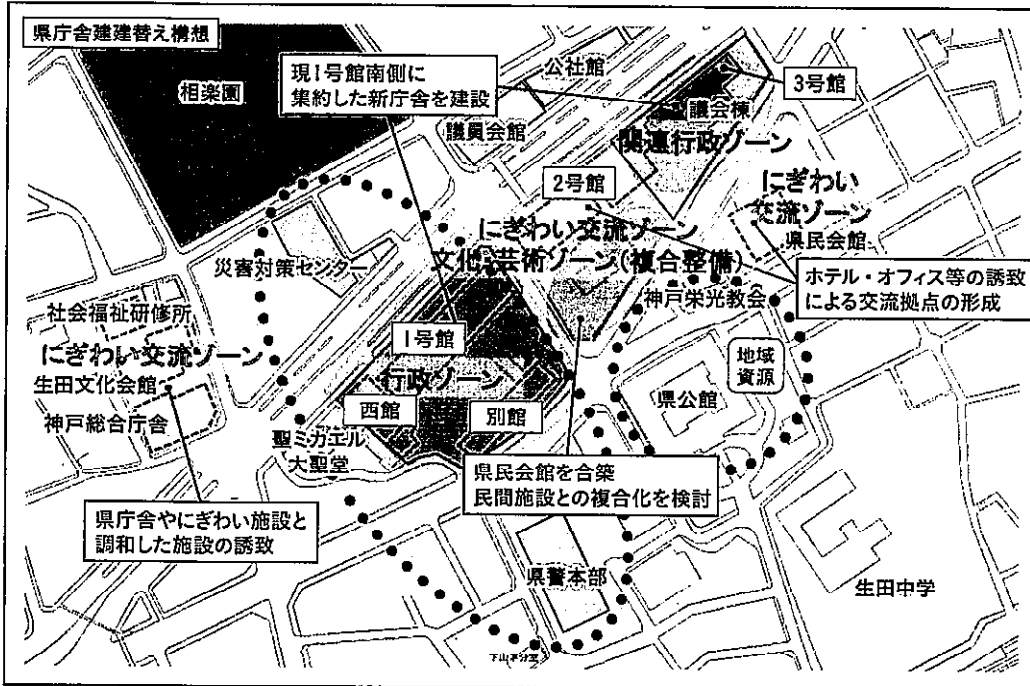 県庁舎建建替え構想
相楽園
現1号館南側に
集約した新庁舎を建設
公社館
3号館
議会棟
議員会館
関連行政ゾーン
2号館
にぎわい
交流ゾーン
県民会館
にぎわい交流ゾーン
文化・芸術ゾーン(複合整備)
災害対策センター
神戸栄光教会
ホテル・オフィス等の誘致
による交流拠点の形成
社会福祉研修所
にぎわい交流ゾーン
生田文化会館
神戸総合庁舎
1号館
行政ゾーン
西館
別館
地域
資源
県公館
聖ミカエル
大聖堂
県民会館を合築
民間施設との複合化を検討
県庁舎やにぎわい施設と
調和した施設の誘致
県警本部
生田中学
下山手分室